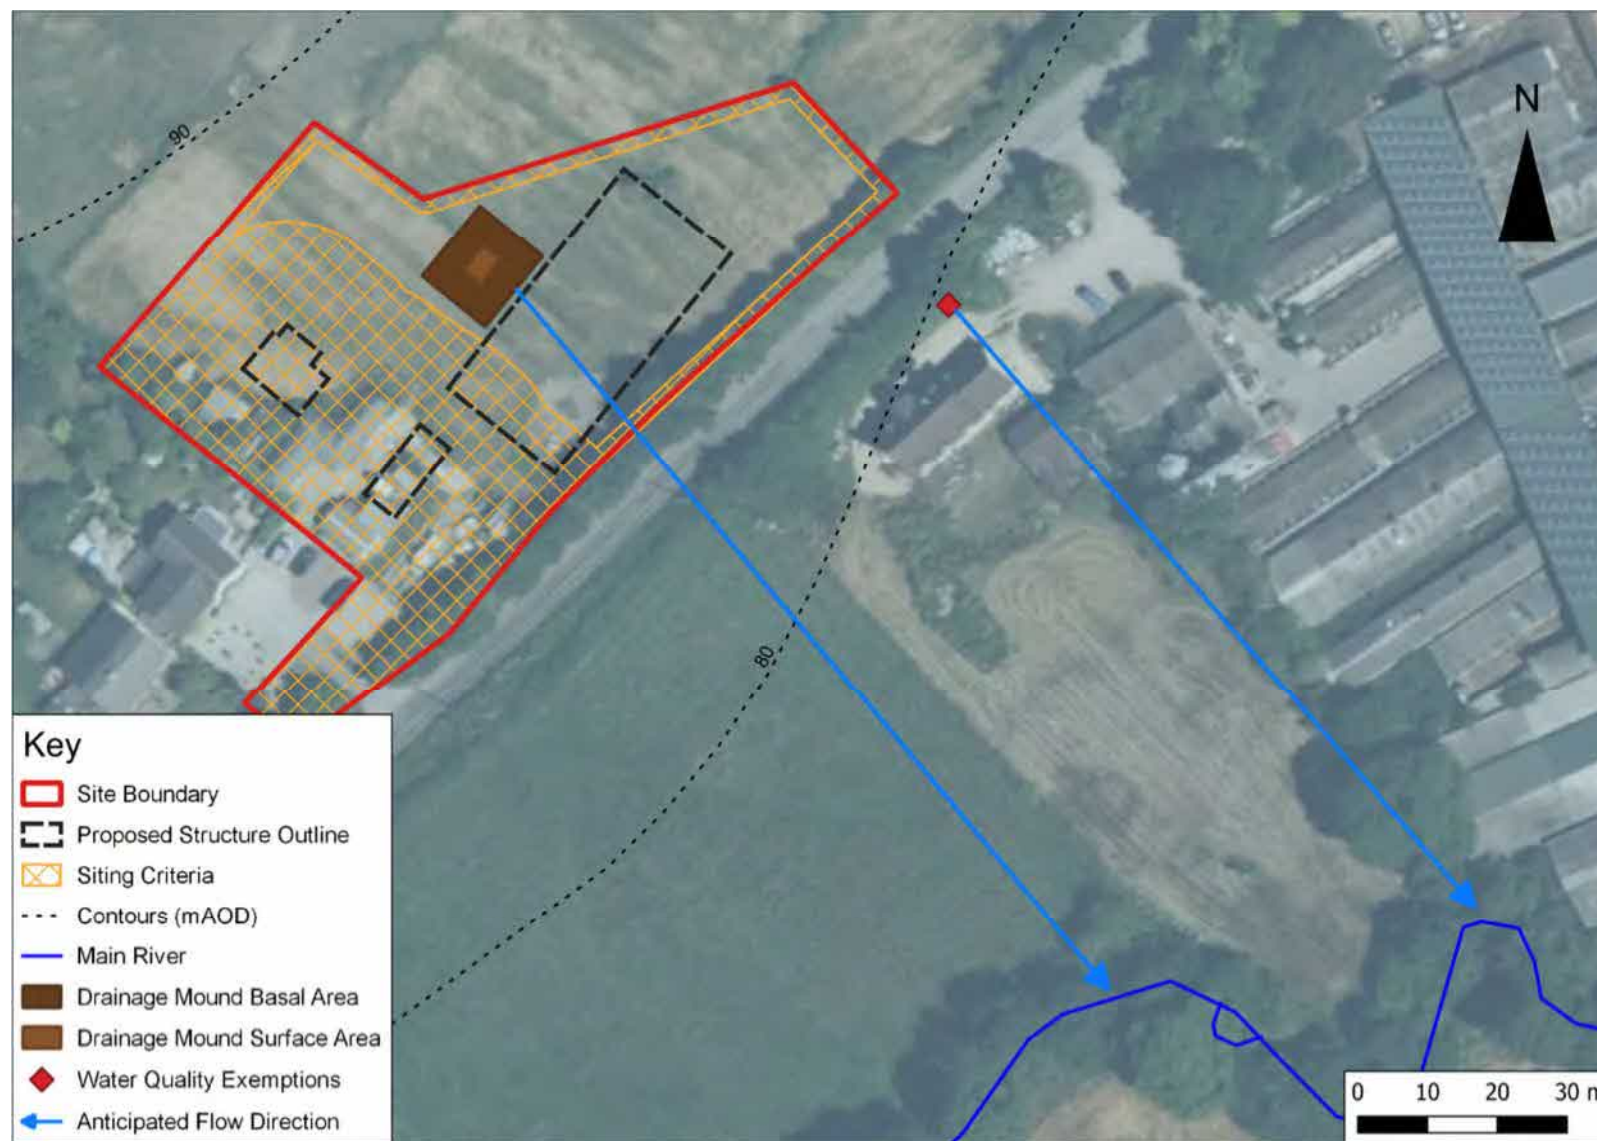 90
N
80
Key
Site Boundary
Proposed Structure Outline
Siting Criteria
Contours (mAOD)
Main River
Drainage Mound Basal Area
Drainage Mound Surface Area
Water Quality Exemptions
Anticipated Flow Direction
0 10 20 30 m